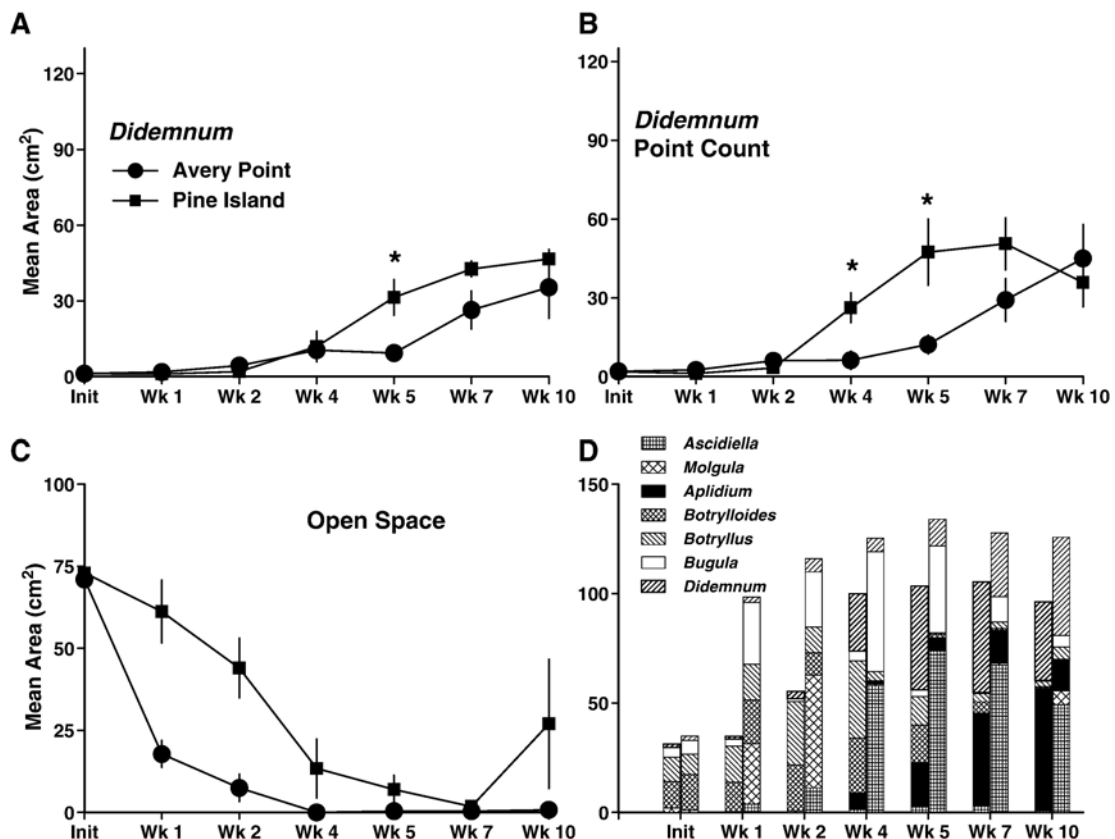 A
Mean Area (cm²)
120
90
60
30
0
Didemnum
Avery Point
Pine Island
*
Init Wk 1 Wk 2 Wk 4 Wk 5 Wk 7 Wk 10
B
120
90
60
30
0
Didemnum
Point Count
*
*
Init Wk 1 Wk 2 Wk 4 Wk 5 Wk 7 Wk 10
C
Mean Area (cm²)
100
75
50
25
0
Open Space
Init Wk 1 Wk 2 Wk 4 Wk 5 Wk 7 Wk 10
D
150
100
50
0
Ascidiella
Molgula
Aplidium
Botrylloides
Botryllus
Bugula
Didemnum
Init Wk 1 Wk 2 Wk 4 Wk 5 Wk 7 Wk 10